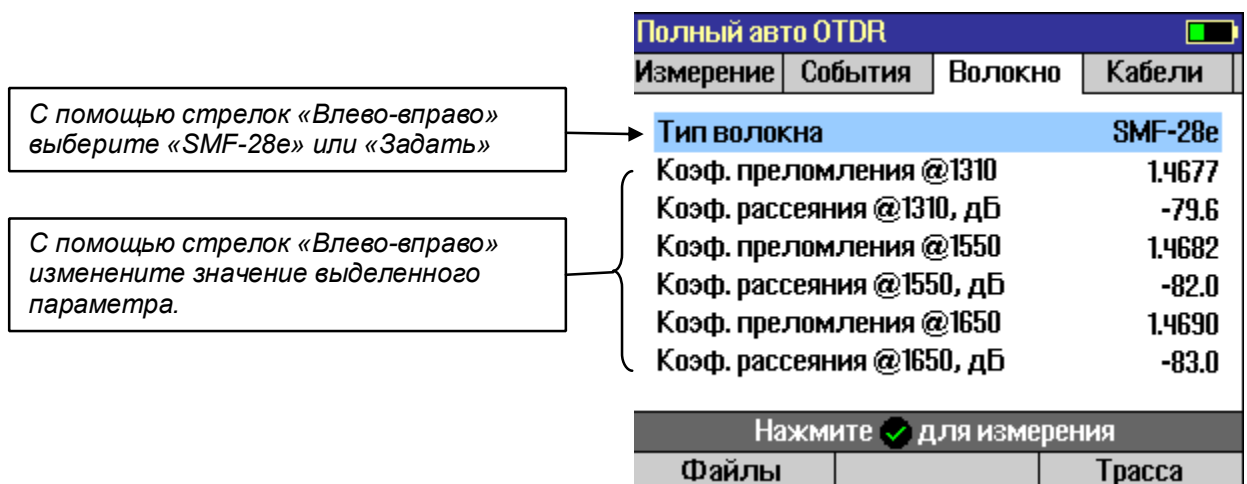 С помощью стрелок «Влево-вправо»
выберите «SMF-28e» или «Задать»
С помощью стрелок «Влево-вправо»
изменените значение выделенного
параметра.
Полный авто OTDR
Измерение События Волокно Кабели
Тип волокна SMF-28e
Коэф. преломления @1310 1.4677
Коэф. рассеяния @1310, дБ -79.6
Коэф. преломления @1550 1.4682
Коэф. рассеяния @1550, дБ -82.0
Коэф. преломления @1650 1.4690
Коэф. рассеяния @1650, дБ -83.0
Нажмите для измерения
Файлы Трасса